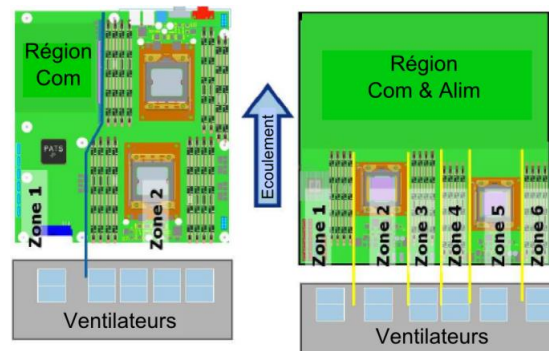 Région
Com
PATS
Zone 1
Zone 2
Ventilateurs
Ecoulement
Région
Com & Alim
Zone 1
Zone 2
Zone 3
Zone 4
Zone 5
Zone 6
Ventilateurs